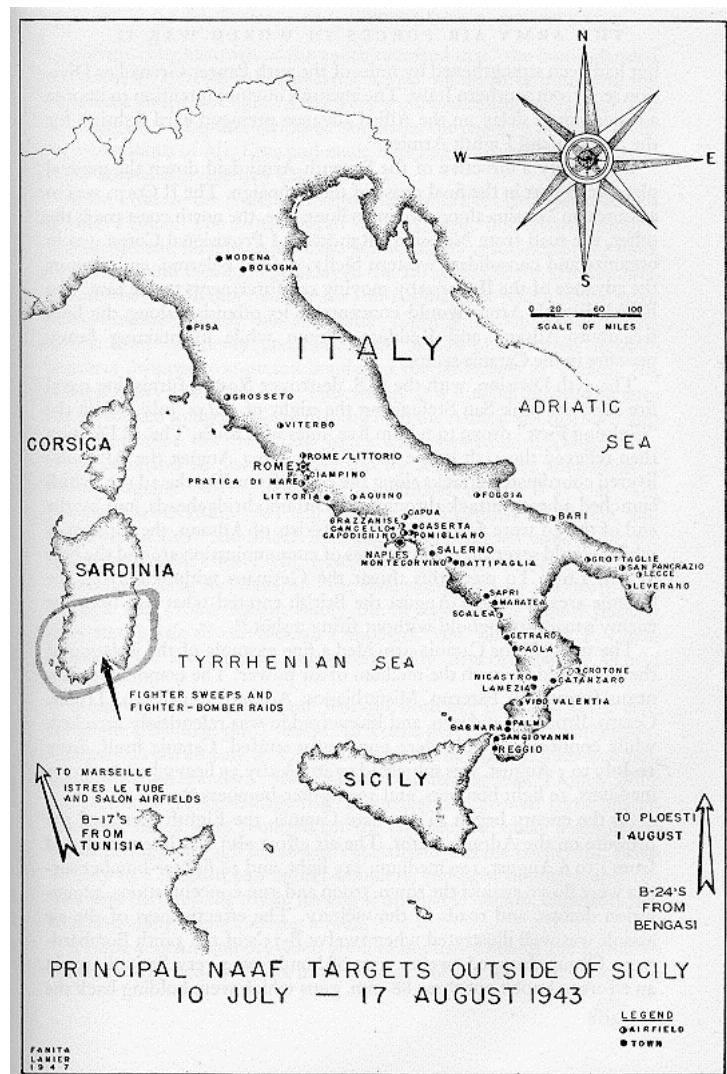 N
W
E
S
0 20 40 60 80 100
SCALE OF MILES
MODENA
BOLOGNA
ITALY
PISA
ADRIATIC
SEA
GROSSETO
VITERBO
CORSICA
ROME/LITTORIO
ROME
CIAMPINO
PRATICA DI MARE
LITTORIA
AQUINO
FOGGIA
CAPUA
BARI
GRAZZANISE
CASERTA
CANCELLO
POMIGLIANO
CAPODICHINO
NAPLES
SALERNO
MONTECORVINO
BATTIPAGLIA
GROTTAGLIE
SAN PANCRAZIO
LECCE
LEVERANO
SARDINIA
SAPRI
MARATEA
SCALEA
CETRARO
PAOLA
TYRRHENIAN SEA
FIGHTER SWEEPS AND
FIGHTER-BOMBER RAIDS
NICASTRO
LAMEZIA
CROTONE
CATANZARO
VIBO VALENTIA
PALMI
BAGNARA
SANGIOVANNI
REGGIO
SICILY
TO MARSEILLE
ISTRES LE TUBE
AND SALON AIRFIELDS
B-17'S
FROM
TUNISIA
TO PLOESTI
1 AUGUST
B-24'S
FROM
BENGASI
PRINCIPAL NAAF TARGETS OUTSIDE OF SICILY
10 JULY — 17 AUGUST 1943
LEGEND
AIRFIELD
TOWN
FANITA
LANIER
1947